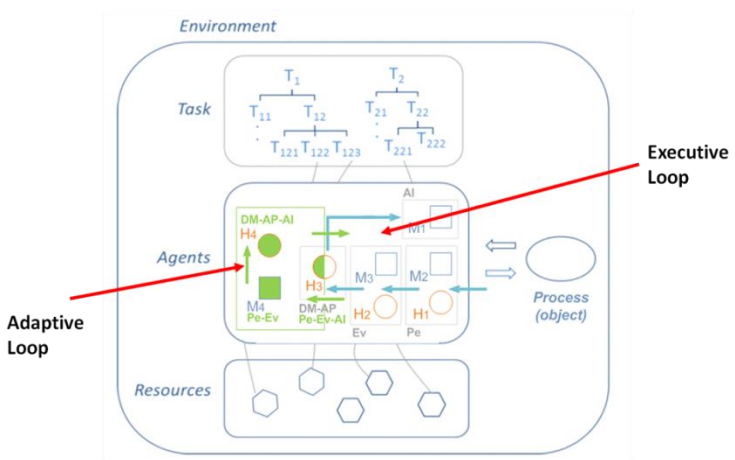 Environment
Task
T1
T2
T11
T12
T21
T22
T121 T122 T123
T221
T222
Executive
Loop
AI
DM-AP-AI
H4
M1
Agents
M3
M2
H3
M4
Pe-Ev
DM-AP
Pe-Ev-AI
H2
H1
Ev
Pe
Process
(object)
Adaptive
Loop
Resources